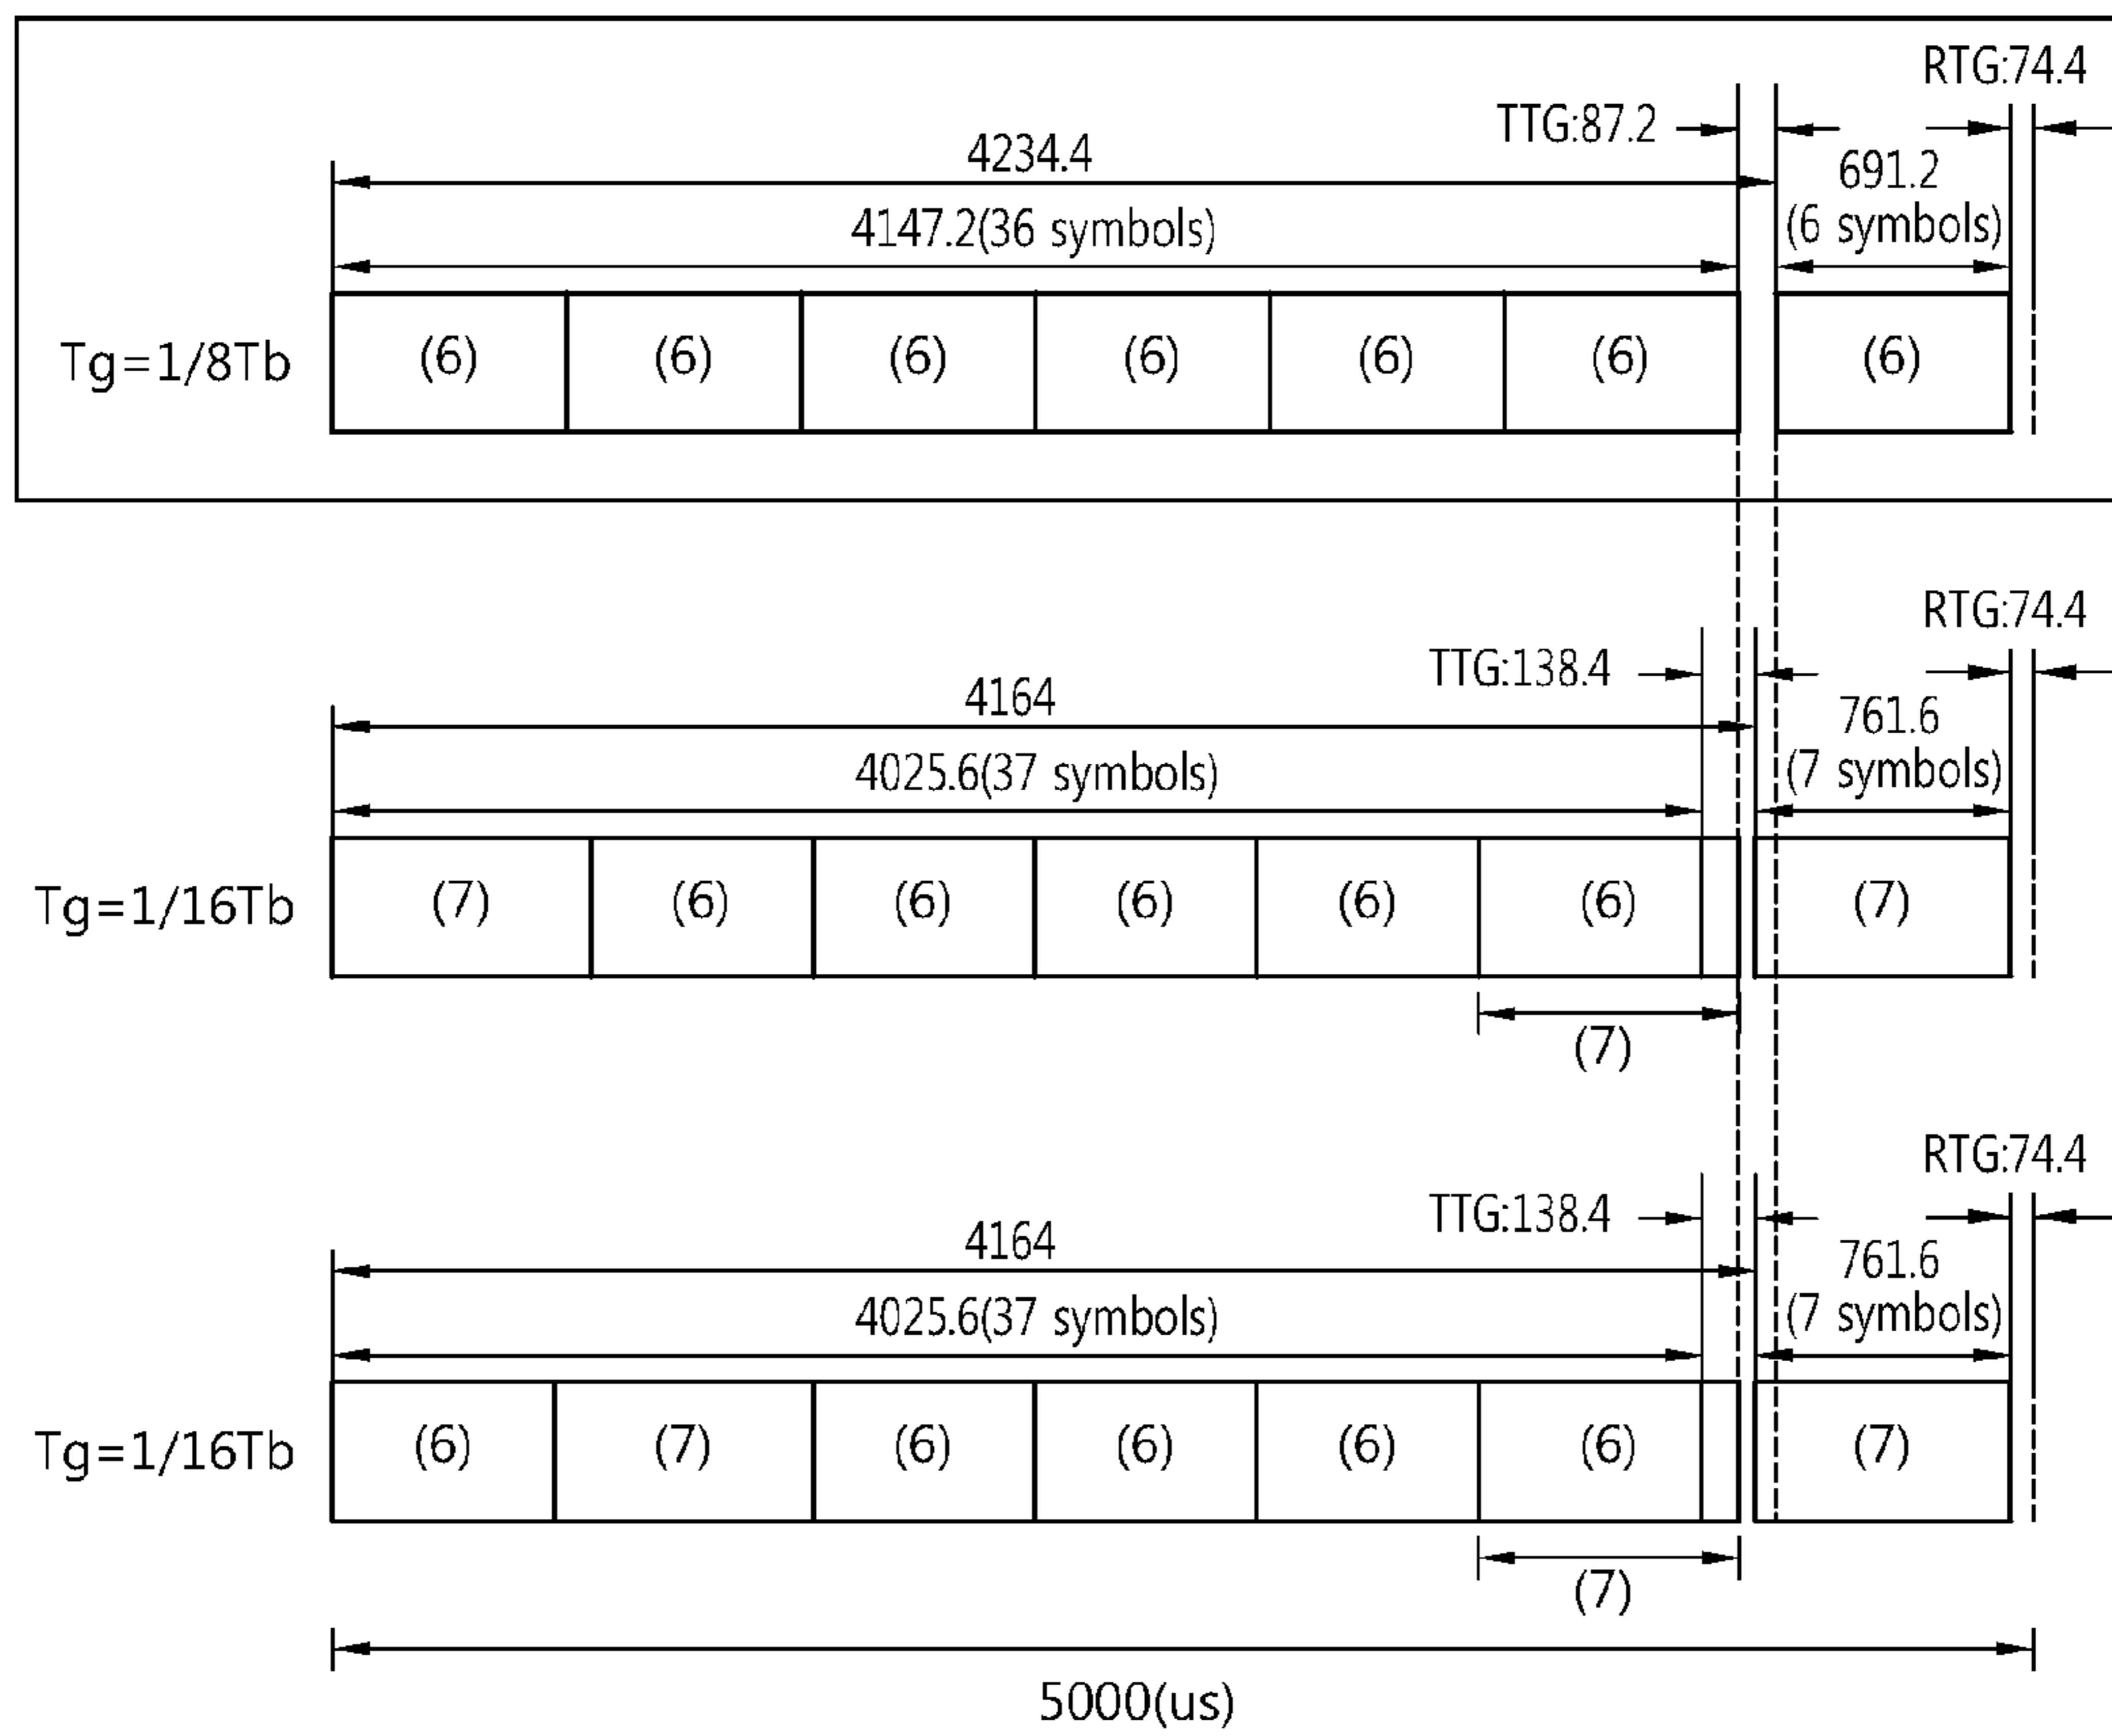 RTG:74.4
TTG:87.2
4234.4
691.2
4147.2(36 symbols)
(6 symbols)
Tg=1/8Tb
(6)
(6)
(6)
(6)
(6)
(6)
(6)
RTG:74.4
TTG:138.4
4164
761.6
4025.6(37 symbols)
(7 symbols)
Tg=1/16Tb
(7)
(6)
(6)
(6)
(6)
(6)
(7)
(7)
RTG:74.4
TTG:138.4
4164
761.6
4025.6(37 symbols)
(7 symbols)
Tg=1/16Tb
(6)
(7)
(6)
(6)
(6)
(6)
(7)
(7)
5000(us)